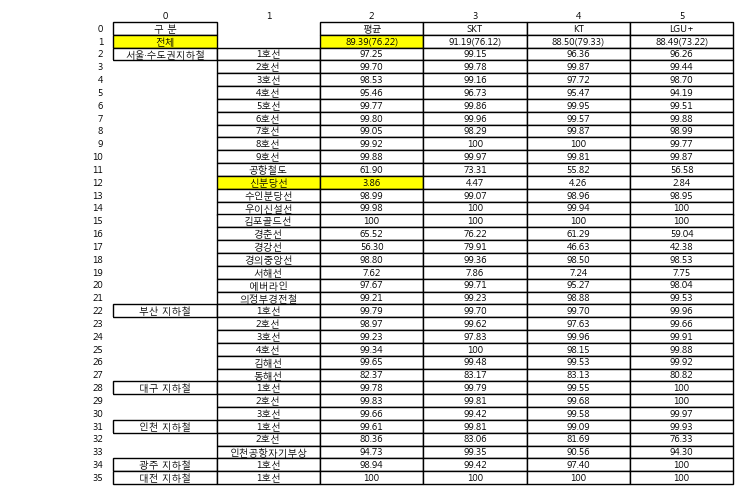 0 1 2 3 4 5
0 구 분 평균 SKT KT LGU+
1 전체 89.39(76.22) 91.19(76.12) 88.50(79.33) 88.49(73.22)
2 서울·수도권지하철 1호선 97.25 99.15 96.36 96.26
3 2호선 99.70 99.78 99.87 99.44
4 3호선 98.53 99.16 97.72 98.70
5 4호선 95.46 96.73 95.47 94.19
6 5호선 99.77 99.86 99.95 99.51
7 6호선 99.80 99.96 99.57 99.88
8 7호선 99.05 98.29 99.87 98.99
9 8호선 99.92 100 100 99.77
10 9호선 99.88 99.97 99.81 99.87
11 공항철도 61.90 73.31 55.82 56.58
12 신분당선 3.86 4.47 4.26 2.84
13 수인분당선 98.99 99.07 98.96 98.95
14 우이신설선 99.98 100 99.94 100
15 김포골드선 100 100 100 100
16 경춘선 65.52 76.22 61.29 59.04
17 경강선 56.30 79.91 46.63 42.38
18 경의중앙선 98.80 99.36 98.50 98.53
19 서해선 7.62 7.86 7.24 7.75
20 에버라인 97.67 99.71 95.27 98.04
21 의정부경전철 99.21 99.23 98.88 99.53
22 부산 지하철 1호선 99.79 99.70 99.70 99.96
23 2호선 98.97 99.62 97.63 99.66
24 3호선 99.23 97.83 99.96 99.91
25 4호선 99.34 100 98.15 99.88
26 김해선 99.65 99.48 99.53 99.92
27 동해선 82.37 83.17 83.13 80.82
28 대구 지하철 1호선 99.78 99.79 99.55 100
29 2호선 99.83 99.81 99.68 100
30 3호선 99.66 99.42 99.58 99.97
31 인천 지하철 1호선 99.61 99.81 99.09 99.93
32 2호선 80.36 83.06 81.69 76.33
33 인천공항자기부상 94.73 99.35 90.56 94.30
34 광주 지하철 1호선 98.94 99.42 97.40 100
35 대전 지하철 1호선 100 100 100 100